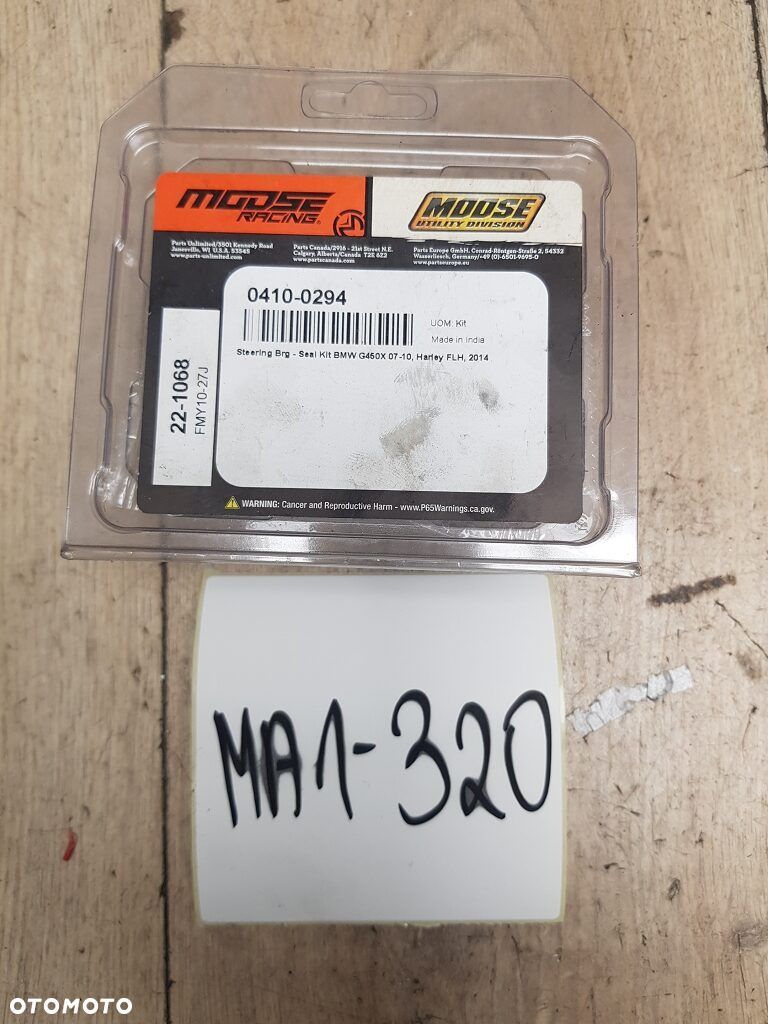 MOOSE
RACING®
MOOSE
UTILITY DIVISION
Parts Unlimited/3501 Kennedy Road
Janesville, WI U.S.A. 53545
www.parts-unlimited.com
Parts Canada/2916 - 21st Street N.E.
Calgary, Alberta/Canada T2E 6Z2
www.partscanada.com
Parts Europe GmbH, Conrad-Röntgen-Straße 2, 54332
Wasserliesch, Germany/+49 (0)-6501-9695-0
www.partseurope.eu
0410-0294
UOM: Kit
Made in India
Steering Brg - Seal Kit BMW G450X 07-10, Harley FLH, 2014
22-1068
FMY10-27J
WARNING: Cancer and Reproductive Harm - www.P65Warnings.ca.gov.
MA1-320
OTOMOTO